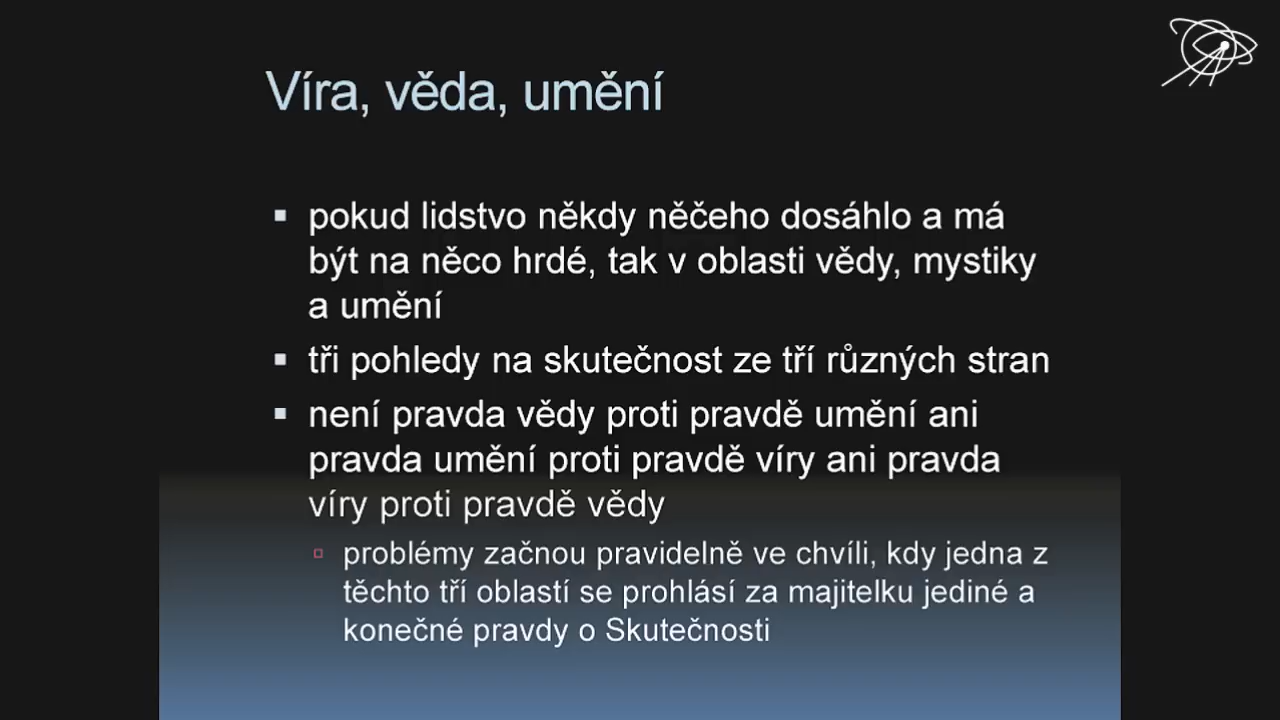 Víra, věda, umění
pokud lidstvo někdy něčeho dosáhlo a má
být na něco hrdé, tak v oblasti vědy, mystiky
a umění
tři pohledy na skutečnost ze tří různých stran
není pravda vědy proti pravdě umění ani
pravda umění proti pravdě víry ani pravda
víry proti pravdě vědy
problémy začnou pravidelně ve chvíli, kdy jedna z
těchto tří oblastí se prohlásí za majitelku jediné a
konečné pravdy o Skutečnosti